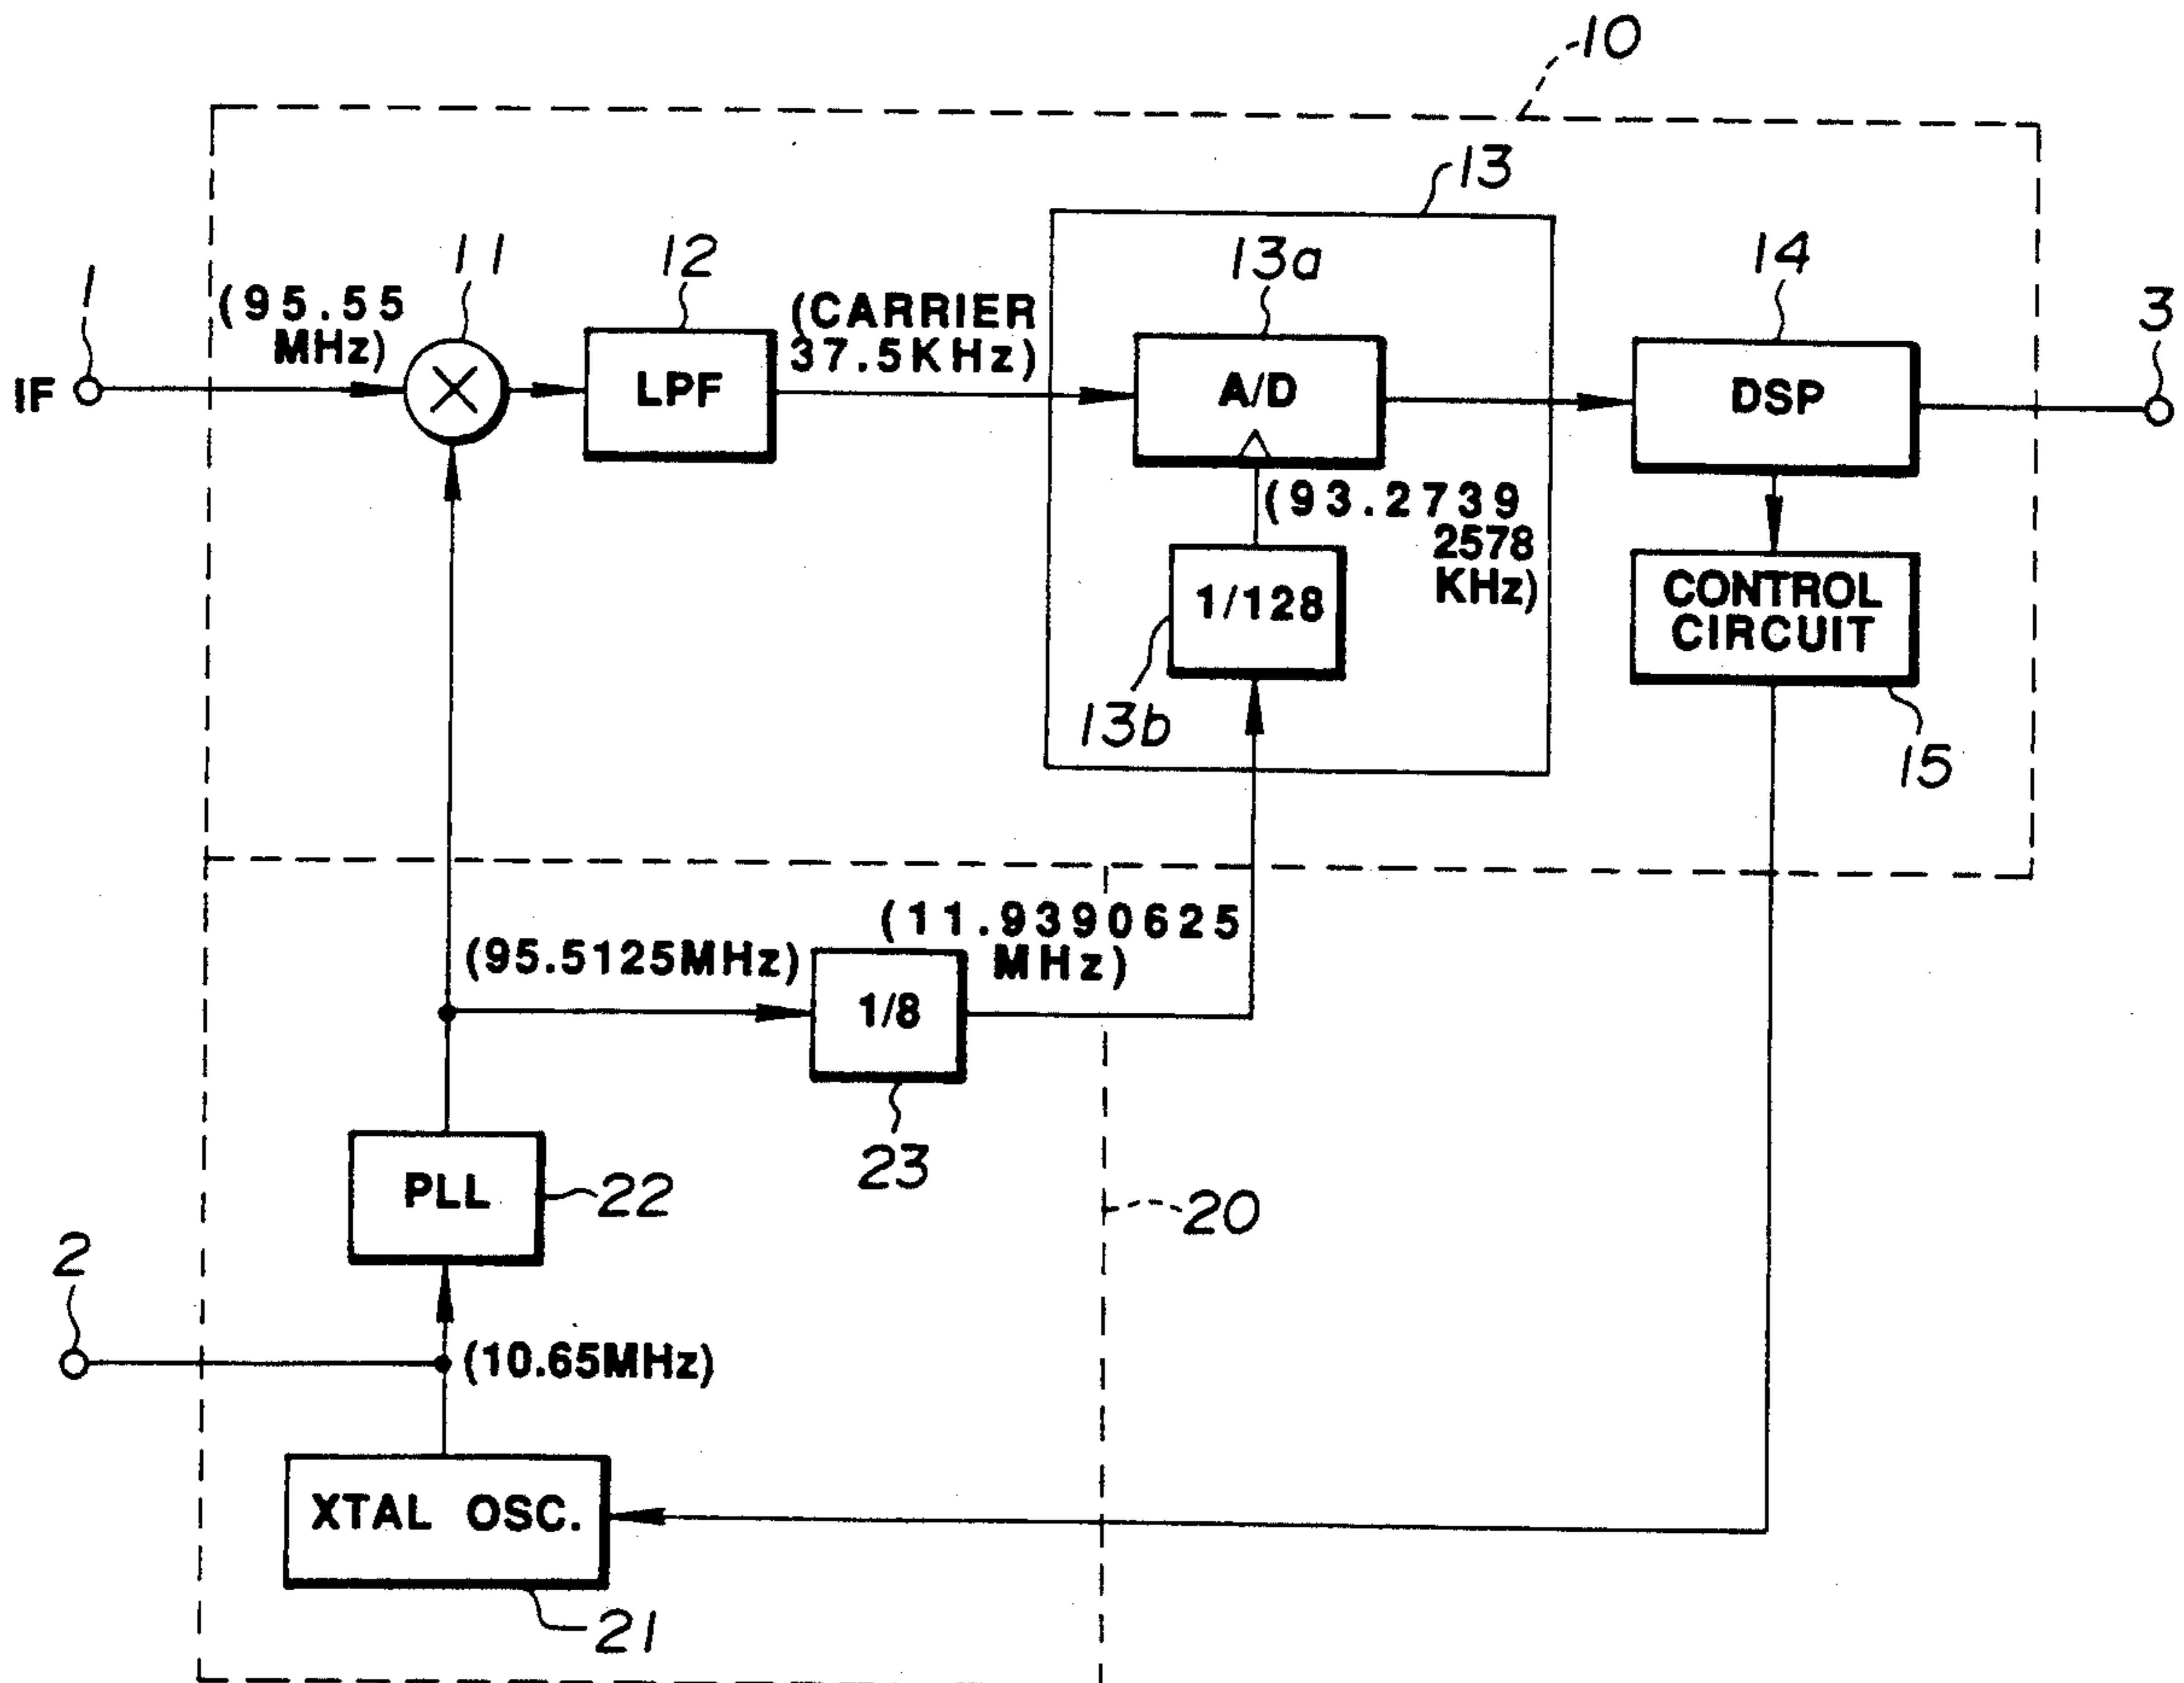 10
13
11
12
13a
14
1
3
(95.55
MHz)
(CARRIER
37.5KHz)
IF
LPF
A/D
DSP
(93.2739
2578
KHz)
1/128
CONTROL
CIRCUIT
13b
15
(11.9390625
MHz)
(95.5125MHz)
1/8
23
PLL
22
20
2
(10.65MHz)
XTAL OSC.
21